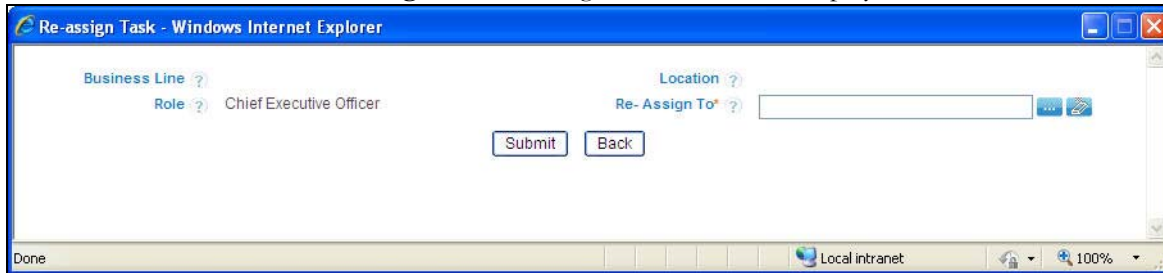 Re-assign Task - Windows Internet Explorer
Business Line ? Location ?
Role ? Chief Executive Officer Re- Assign To* ? ...
Submit Back
Done Local intranet 100%